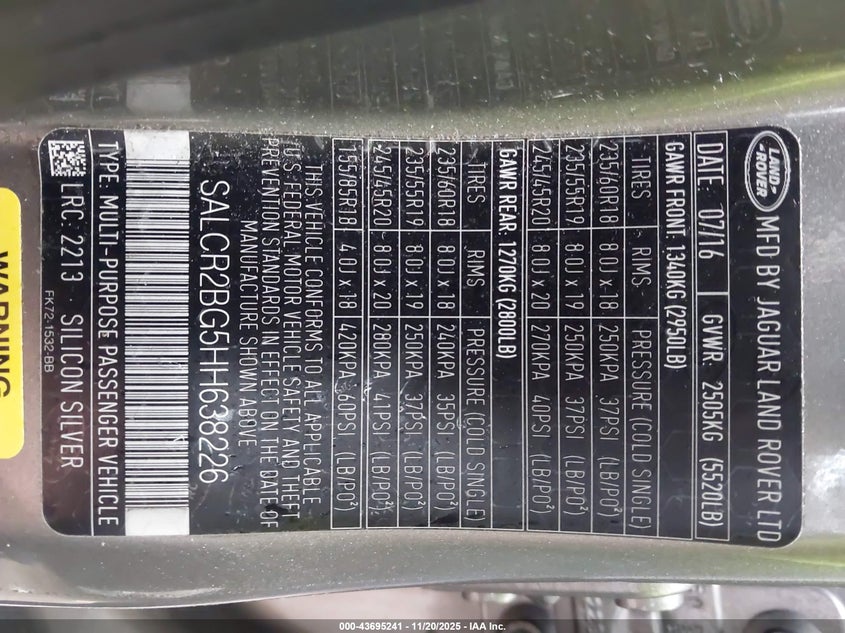 LAND
ROVER
MFD BY JAGUAR LAND ROVER LTD
DATE: 07/16 GVWR: 2505KG (5520LB)
GAWR FRONT: 1340KG (2950LB)
TIRES RIMS PRESSURE (COLD SINGLE)
235/60R18 8.0J x 18 250KPA 37PSI (LB/PO²)
235/55R19 8.0J x 19 250KPA 37PSI (LB/PO²)
245/45R20 8.0J x 20 270KPA 40PSI (LB/PO²)
GAWR REAR: 1270KG (2800LB)
TIRES RIMS PRESSURE (COLD SINGLE)
235/60R18 8.0J x 18 240KPA 35PSI (LB/PO²)
235/55R19 8.0J x 19 250KPA 37PSI (LB/PO²)
245/45R20 8.0J x 20 280KPA 41PSI (LB/PO²)
155/85R18 4.0J x 18 420KPA 60PSI (LB/PO²)
THIS VEHICLE CONFORMS TO ALL APPLICABLE
U.S. FEDERAL MOTOR VEHICLE SAFETY AND THEFT
PREVENTION STANDARDS IN EFFECT ON THE DATE OF
MANUFACTURE SHOWN ABOVE
SALCR2BG5HH638226
TYPE: MULTI-PURPOSE PASSENGER VEHICLE
LRC: 2213 · SILICON SILVER
FK72-1532-BB
WARNING
000-43695241 - 11/20/2025 - IAA Inc.